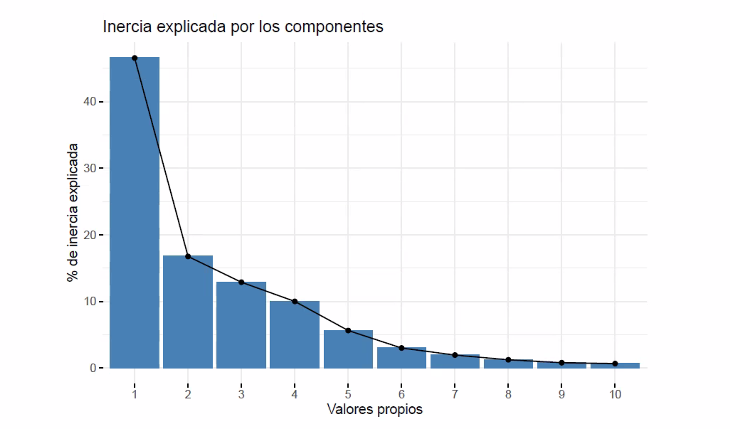 Inercia explicada por los componentes
% de inercia explicada
40
30
20
10
0
1 2 3 4 5 6 7 8 9 10
Valores propios